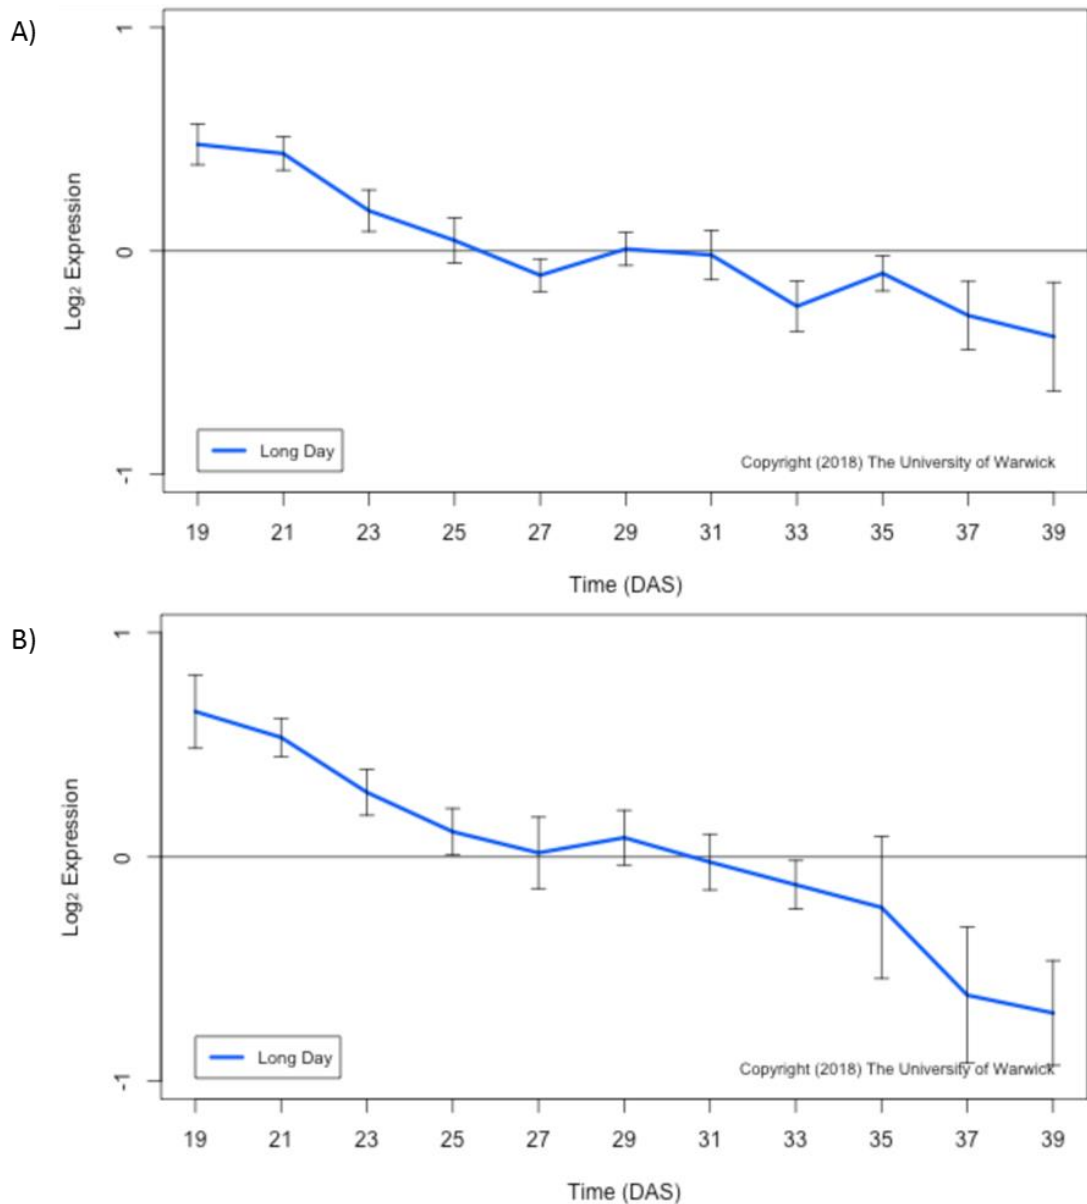 A)
Log2 Expression
1
0
-1
Long Day
Copyright (2018) The University of Warwick
19 21 23 25 27 29 31 33 35 37 39
Time (DAS)
B)
Log2 Expression
1
0
-1
Long Day
Copyright (2018) The University of Warwick
19 21 23 25 27 29 31 33 35 37 39
Time (DAS)